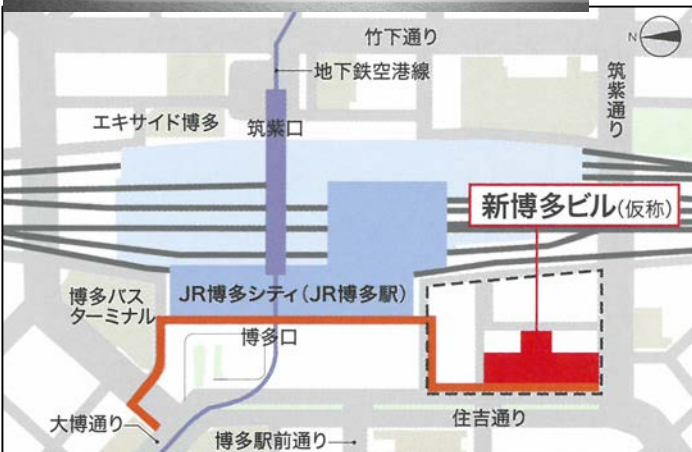 竹下通り
N
地下鉄空港線
筑紫通り
エキサイド博多
筑紫口
新博多ビル(仮称)
博多バス
ターミナル
JR博多シティ(JR博多駅)
博多口
大博通り
博多駅前通り
住吉通り